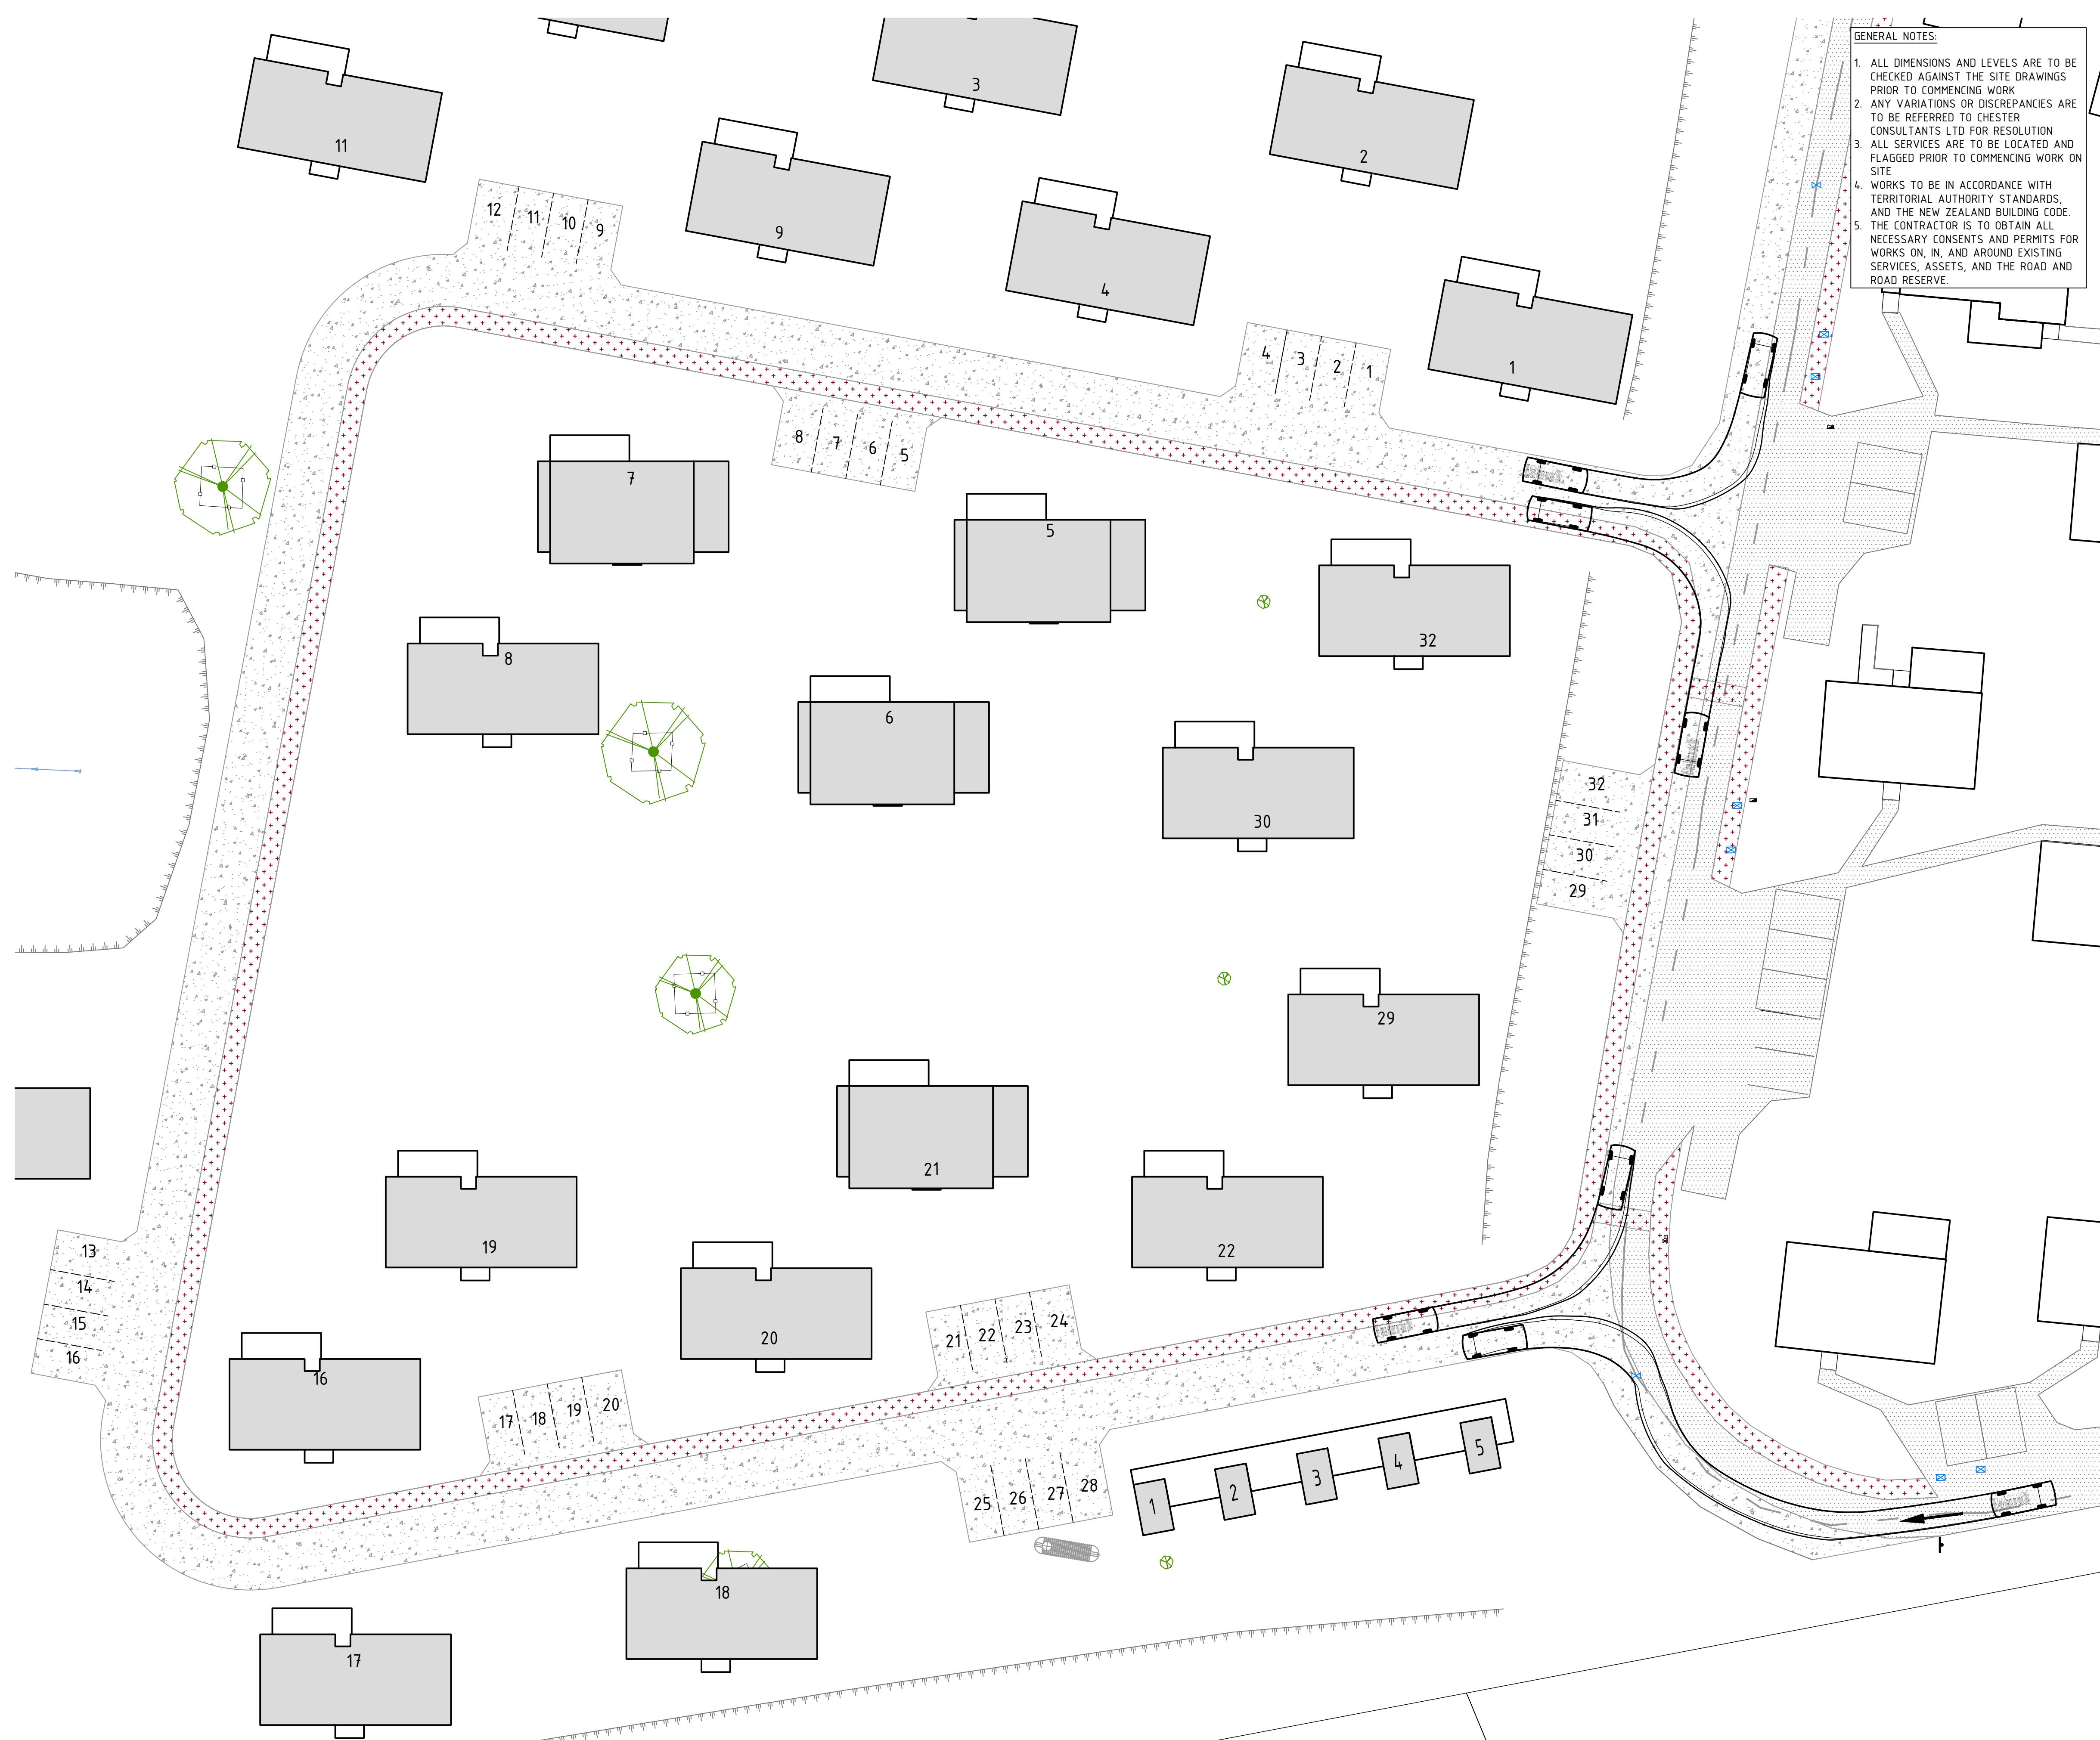 GENERAL NOTES:
1. ALL DIMENSIONS AND LEVELS ARE TO BE
CHECKED AGAINST THE SITE DRAWINGS
PRIOR TO COMMENCING WORK
2. ANY VARIATIONS OR DISCREPANCIES ARE
TO BE REFERRED TO CHESTER
CONSULTANTS LTD FOR RESOLUTION
3. ALL SERVICES ARE TO BE LOCATED AND
FLAGGED PRIOR TO COMMENCING WORK ON
SITE
4. WORKS TO BE IN ACCORDANCE WITH
TERRITORIAL AUTHORITY STANDARDS,
AND THE NEW ZEALAND BUILDING CODE.
5. THE CONTRACTOR IS TO OBTAIN ALL
NECESSARY CONSENTS AND PERMITS FOR
WORKS ON, IN, AND AROUND EXISTING
SERVICES, ASSETS, AND THE ROAD AND
ROAD RESERVE.
3
11
2
9
4
1
12 11 10 9
4 3 2 1
8 7 6 5
7
5
32
8
6
30
32
31
30
29
29
21
22
19
20
16
13
14
15
16
21 22 23 24
17 18 19 20
25 26 27 28
1 2 3 4 5
18
17